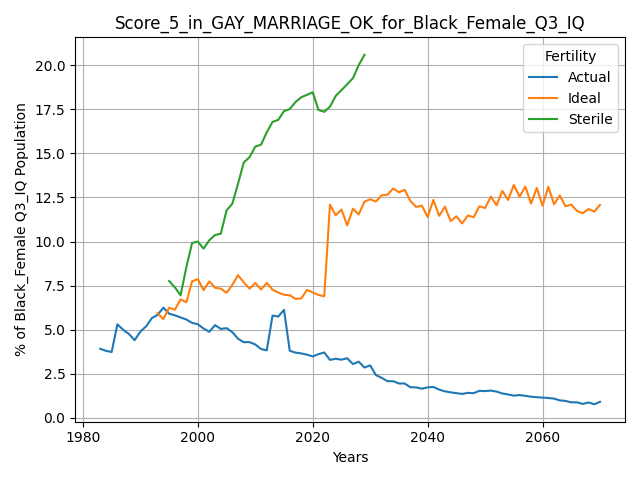 Score_5_in_GAY_MARRIAGE_OK_for_Black_Female_Q3_IQ
% of Black_Female Q3_IQ Population
20.0
17.5
15.0
12.5
10.0
7.5
5.0
2.5
0.0
Fertility
Actual
Ideal
Sterile
1980
2000
2020
2040
2060
Years